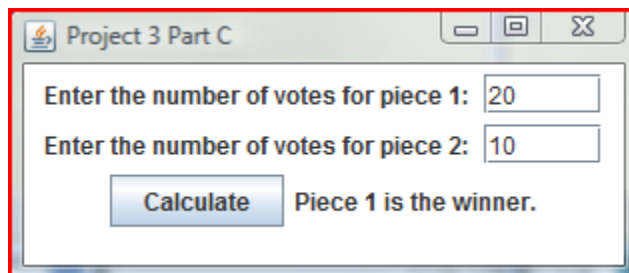 Project 3 Part C
Enter the number of votes for piece 1: 20
Enter the number of votes for piece 2: 10
Calculate Piece 1 is the winner.